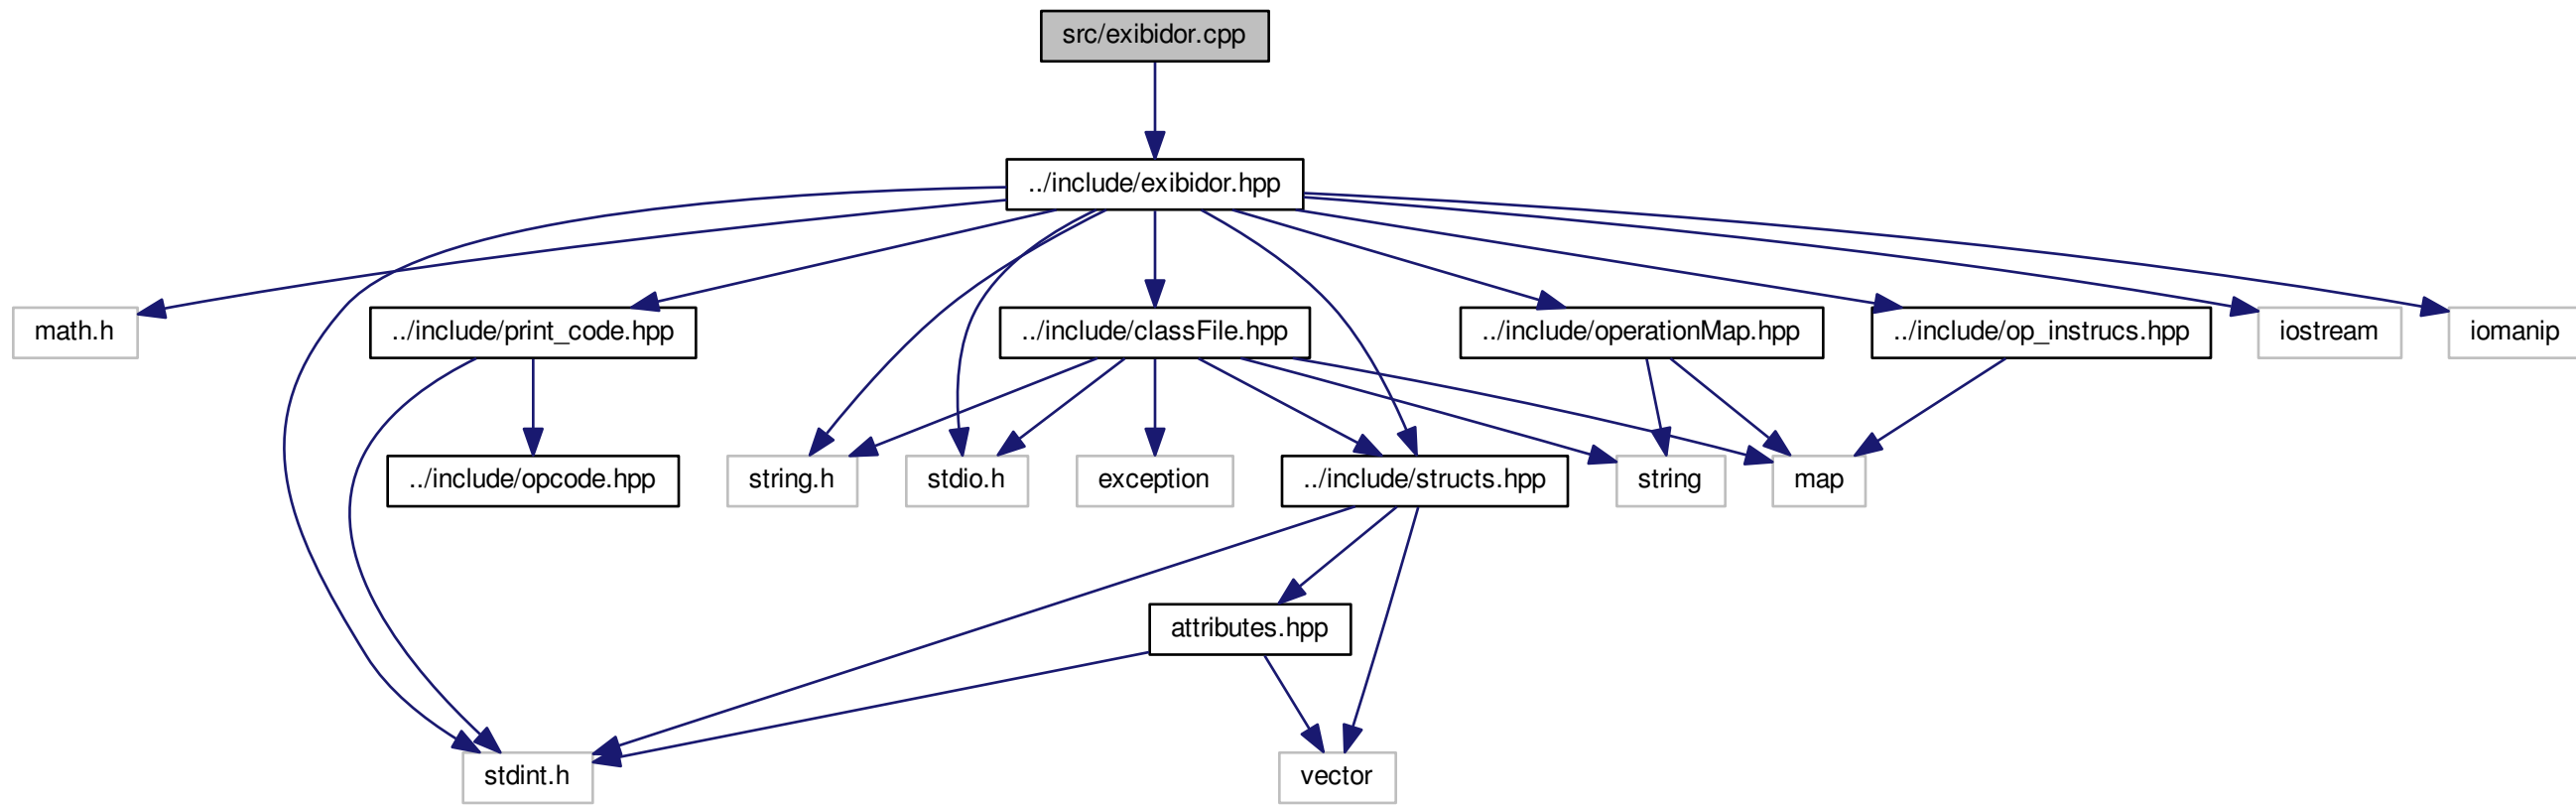 src/exibidor.cpp
../include/exibidor.hpp
math.h
../include/print_code.hpp
../include/classFile.hpp
../include/operationMap.hpp
../include/op_instrucs.hpp
iostream
iomanip
../include/opcode.hpp
string.h
stdio.h
exception
../include/structs.hpp
string
map
attributes.hpp
stdint.h
vector